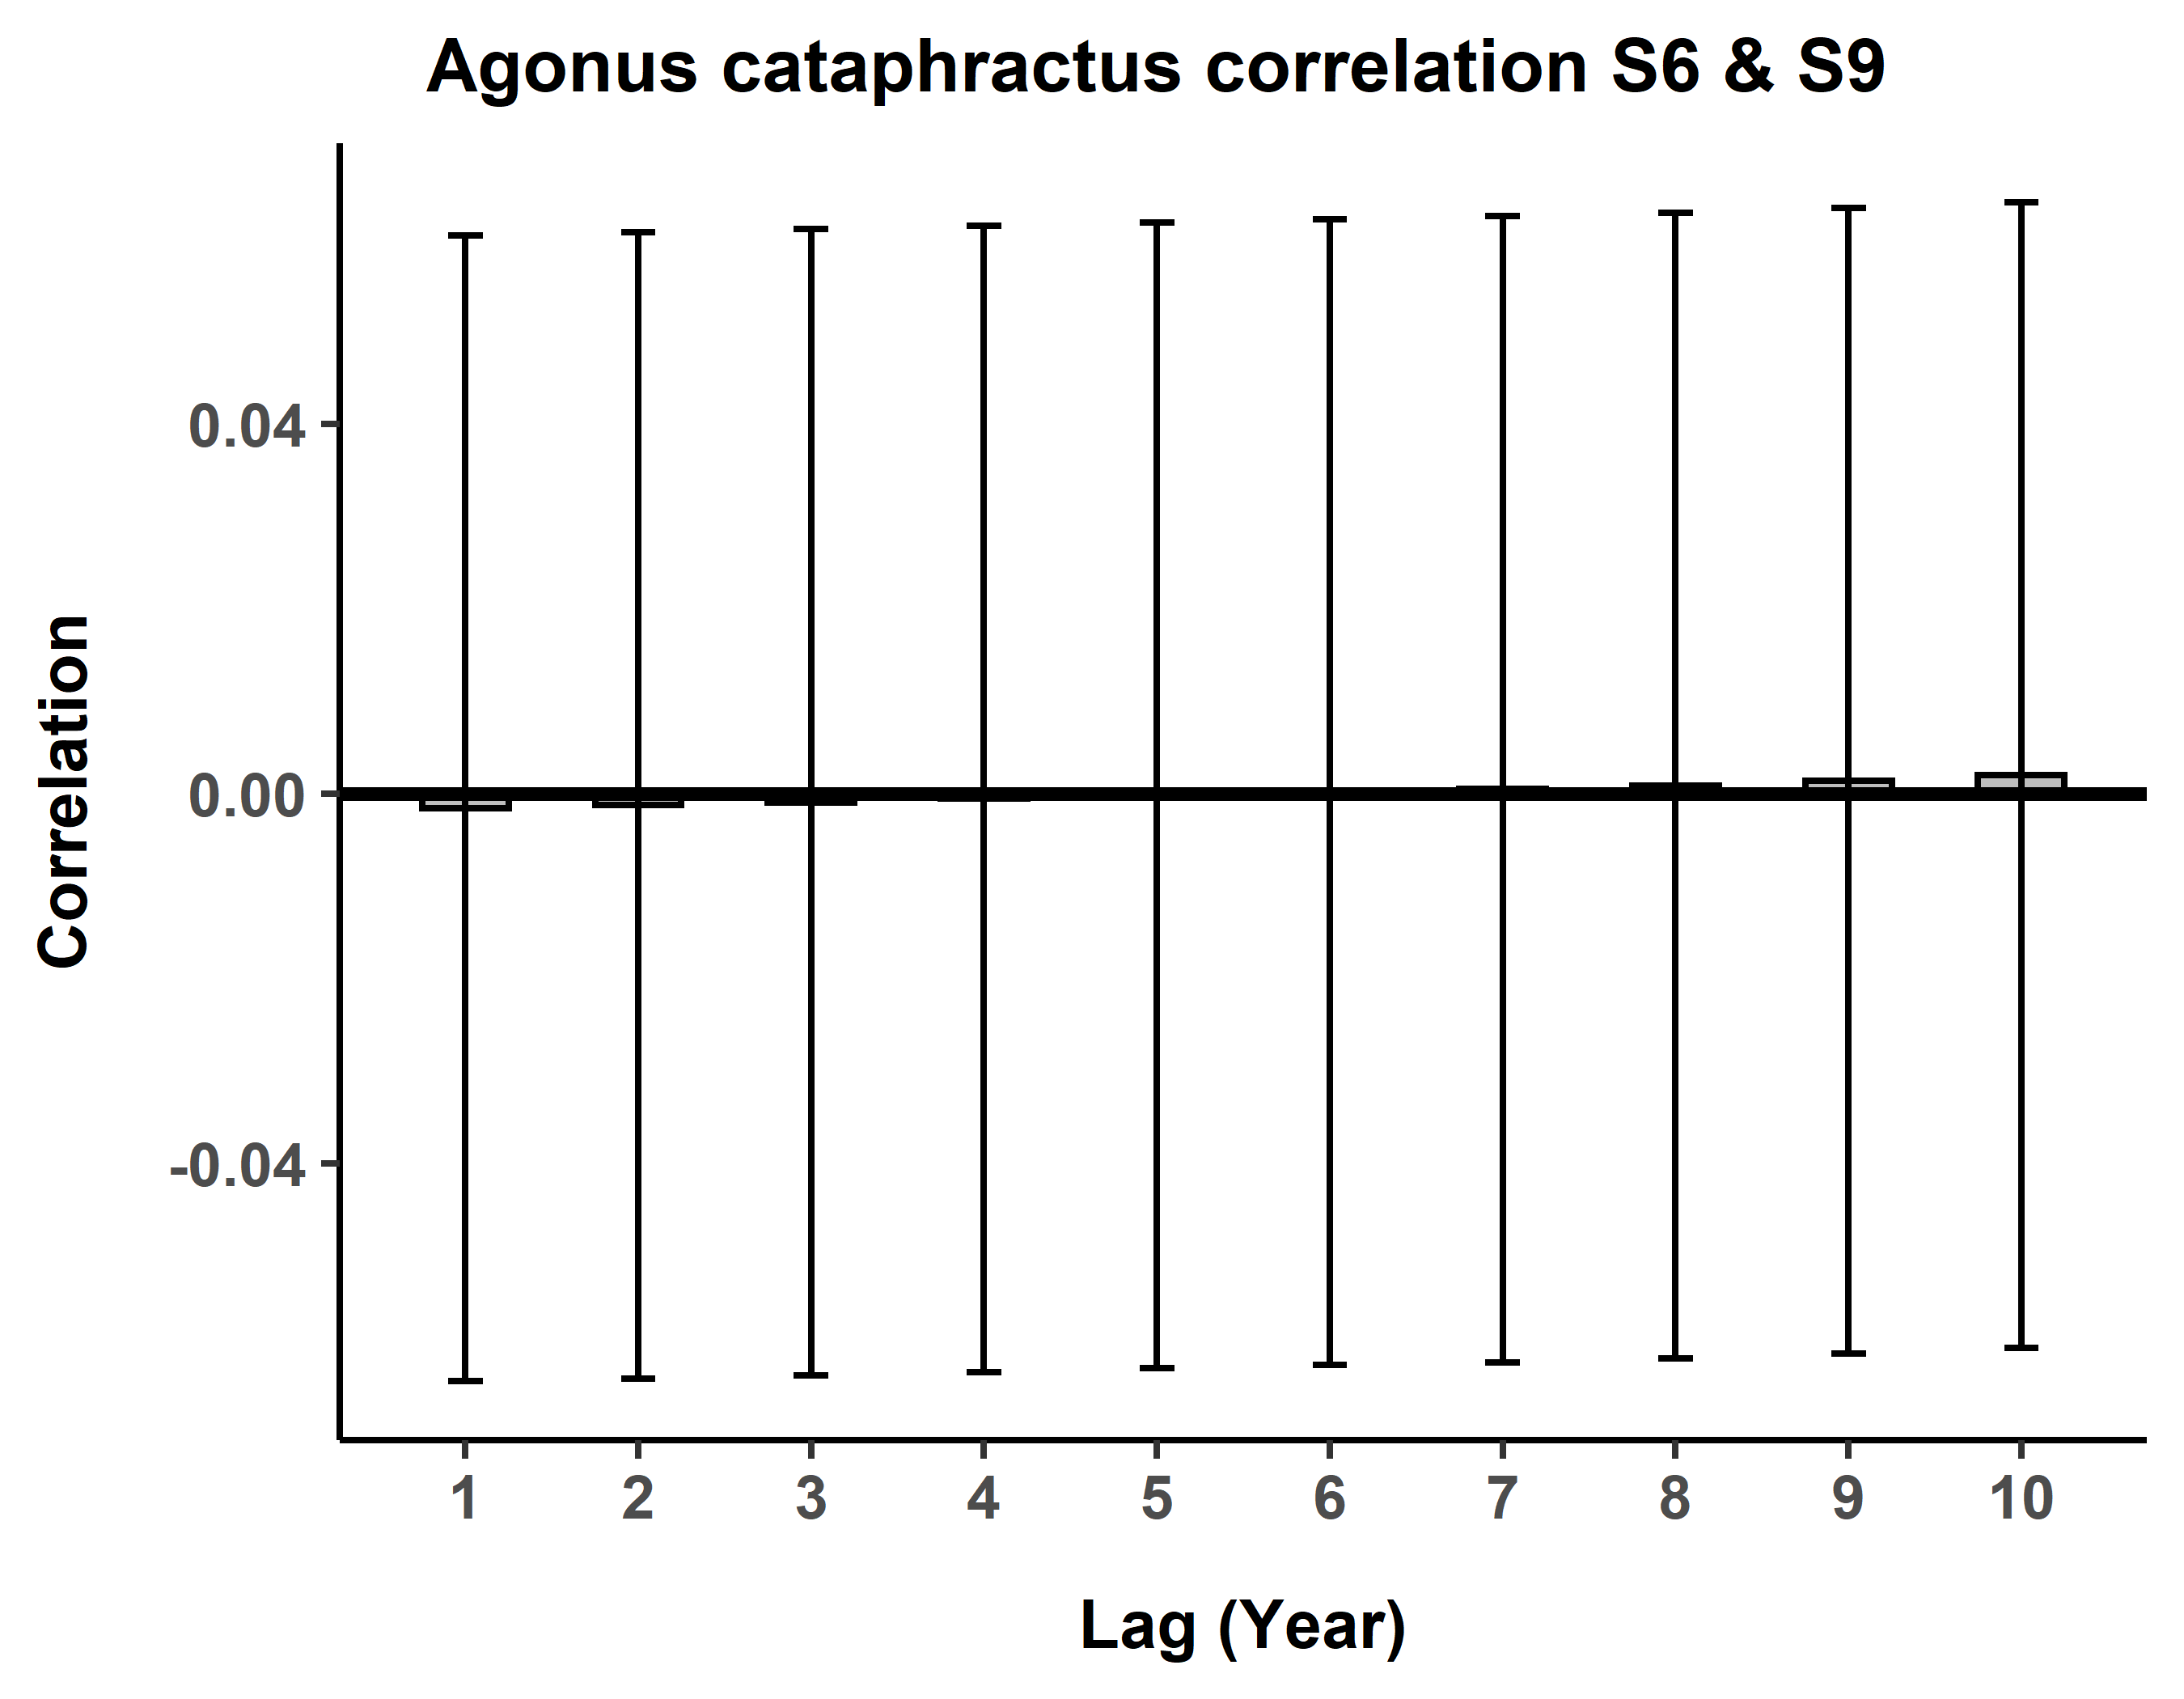 Agonus cataphractus correlation S6 & S9
Correlation
0.04
0.00
-0.04
1 2 3 4 5 6 7 8 9 10
Lag (Year)